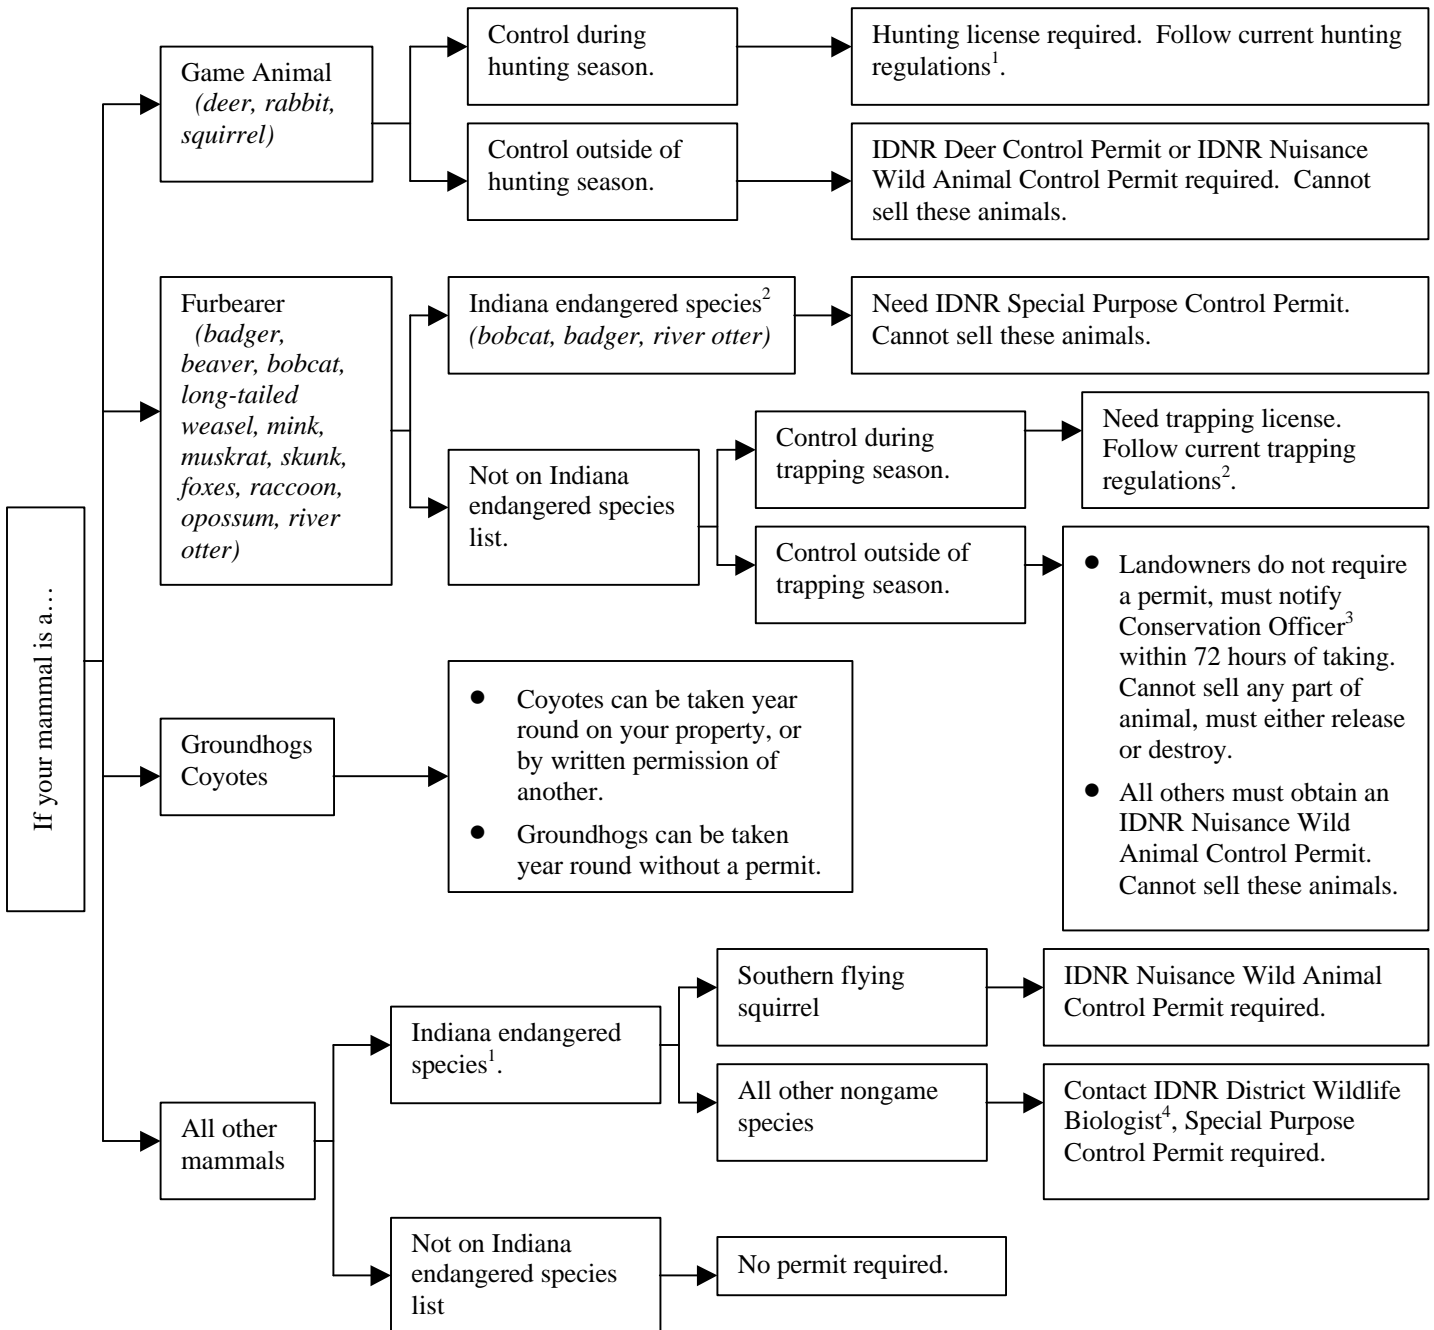 If your mammal is a…
Game Animal
(deer, rabbit,
squirrel)
Control during
hunting season.
Hunting license required.  Follow current hunting
regulations¹.
Control outside of
hunting season.
IDNR Deer Control Permit or IDNR Nuisance
Wild Animal Control Permit required.  Cannot
sell these animals.
Furbearer
(badger,
beaver, bobcat,
long-tailed
weasel, mink,
muskrat, skunk,
foxes, raccoon,
opossum, river
otter)
Indiana endangered species²
(bobcat, badger, river otter)
Need IDNR Special Purpose Control Permit.
Cannot sell these animals.
Not on Indiana
endangered species
list.
Control during
trapping season.
Need trapping license.
Follow current trapping
regulations².
Control outside of
trapping season.
● Landowners do not require
a permit, must notify
Conservation Officer³
within 72 hours of taking.
Cannot sell any part of
animal, must either release
or destroy.
● All others must obtain an
IDNR Nuisance Wild
Animal Control Permit.
Cannot sell these animals.
Groundhogs
Coyotes
● Coyotes can be taken year
round on your property, or
by written permission of
another.
● Groundhogs can be taken
year round without a permit.
All other
mammals
Indiana endangered
species¹.
Southern flying
squirrel
IDNR Nuisance Wild Animal
Control Permit required.
All other nongame
species
Contact IDNR District Wildlife
Biologist⁴, Special Purpose
Control Permit required.
Not on Indiana
endangered species
list
No permit required.